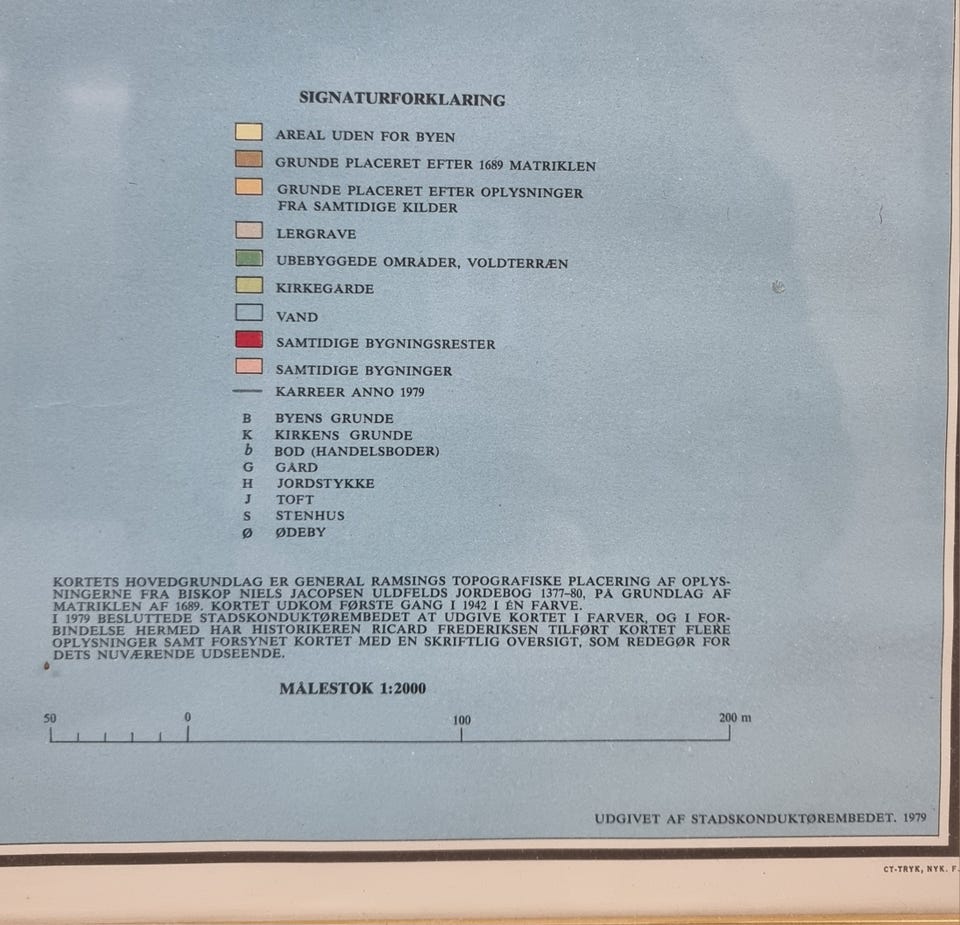 SIGNATURFORKLARING
AREAL UDEN FOR BYEN
GRUNDE PLACERET EFTER 1689 MATRIKLEN
GRUNDE PLACERET EFTER OPLYSNINGER
FRA SAMTIDIGE KILDER
LERGRAVE
UBEBYGGEDE OMRÅDER, VOLDTERRÆN
KIRKEGÅRDE
VAND
SAMTIDIGE BYGNINGSRESTER
SAMTIDIGE BYGNINGER
KARREER ANNO 1979
B BYENS GRUNDE
K KIRKENS GRUNDE
b BOD (HANDELSBODER)
G GÅRD
H JORDSTYKKE
J TOFT
S STENHUS
Ø ØDEBY
KORTETS HOVEDGRUNDLAG ER GENERAL RAMSINGS TOPOGRAFISKE PLACERING AF OPLYS-
NINGERNE FRA BISKOP NIELS JACOPSEN ULDFELDS JORDEBOG 1377-80, PÅ GRUNDLAG AF
MATRIKLEN AF 1689. KORTET UDKOM FØRSTE GANG I 1942 I ÉN FARVE.
I 1979 BESLUTTEDE STADSKONDUKTØREMBEDET AT UDGIVE KORTET I FARVER, OG I FOR-
BINDELSE HERMED HAR HISTORIKEREN RICARD FREDERIKSEN TILFØRT KORTET FLERE
OPLYSNINGER SAMT FORSYNET KORTET MED EN SKRIFTLIG OVERSIGT, SOM REDEGØR FOR
DETS NUVÆRENDE UDSEENDE.
MÅLESTOK 1:2000
50 0 100 200 m
UDGIVET AF STADSKONDUKTØREMBEDET. 1979
CT-TRYK, NYK. F.